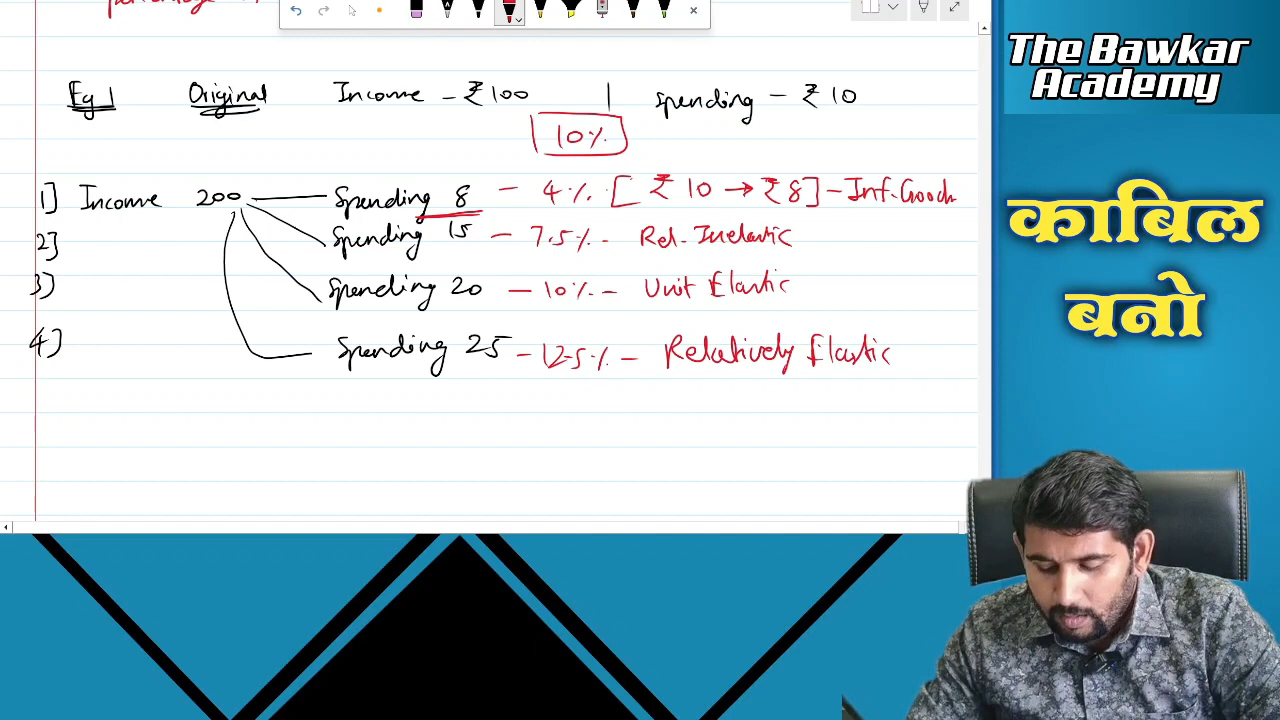 percentage
Eg 1 Original Income - ₹100 | Spending - ₹ 10
10%
1] Income 200 Spending 8 - 4% [ ₹ 10 → ₹ 8 ] - Inf. Goods
2] Spending 15 - 7.5% - Rel. Inelastic
3) Spending 20 - 10% - Unit Elastic
4] Spending 25 - 12.5% - Relatively Elastic
The Bawkar
Academy
काबिल
बनो